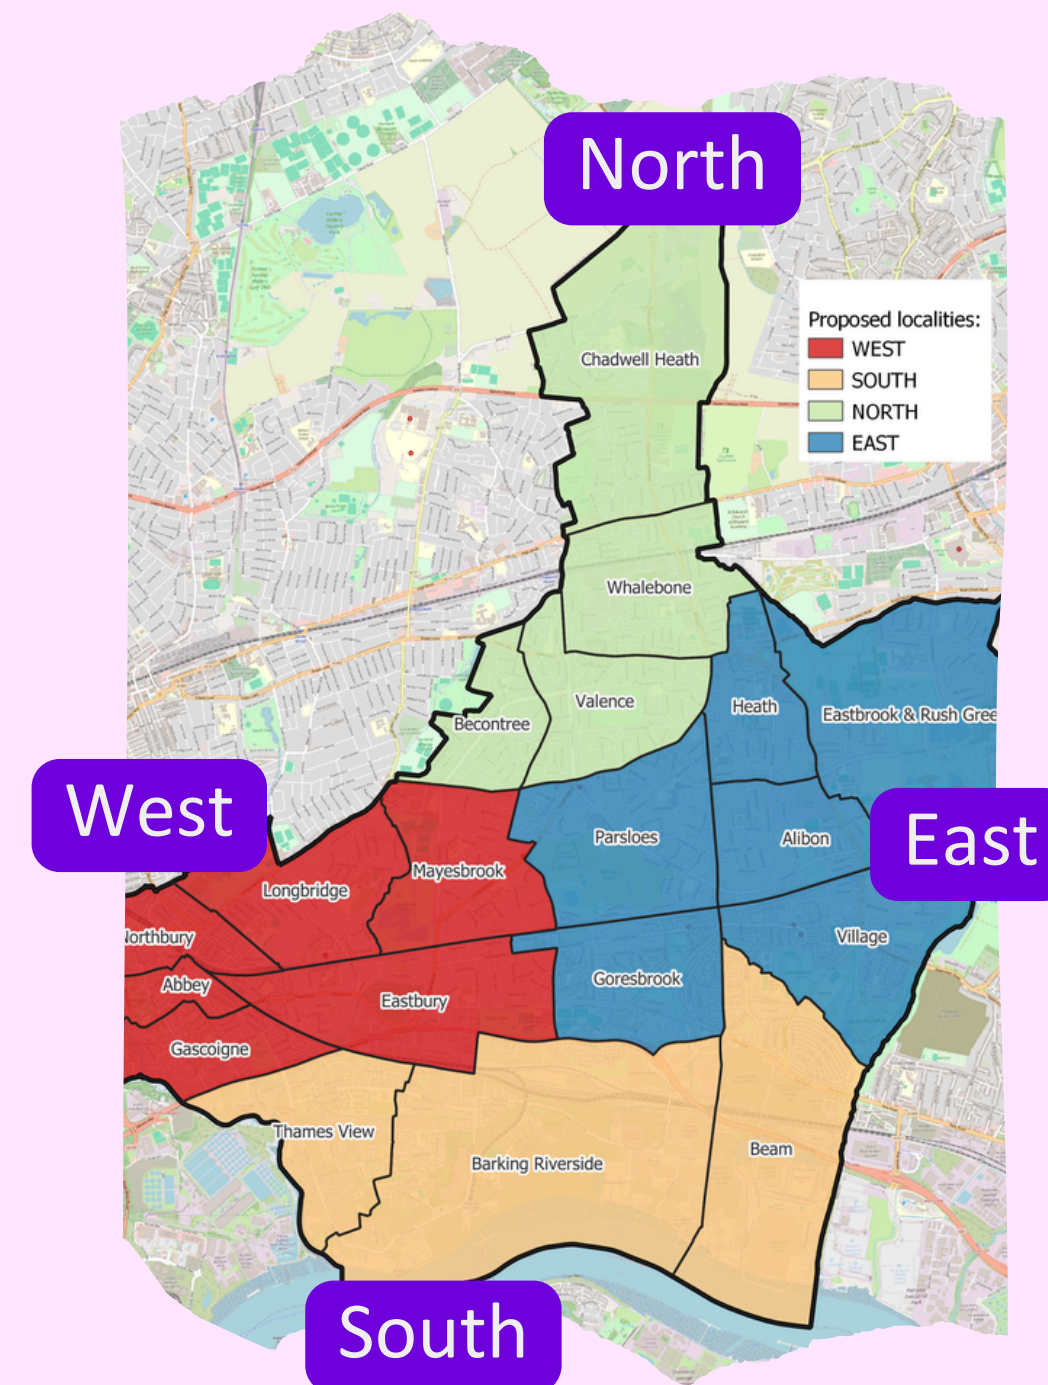 North
Proposed localities:
WEST
SOUTH
NORTH
EAST
Chadwell Heath
Whalebone
Valence
Heath
Becontree
Eastbrook & Rush Gree
West
East
Parsloes
Alibon
Mayesbrook
Longbridge
Northbury
Village
Abbey
Goresbrook
Eastbury
Gascoigne
Thames View
Beam
Barking Riverside
South